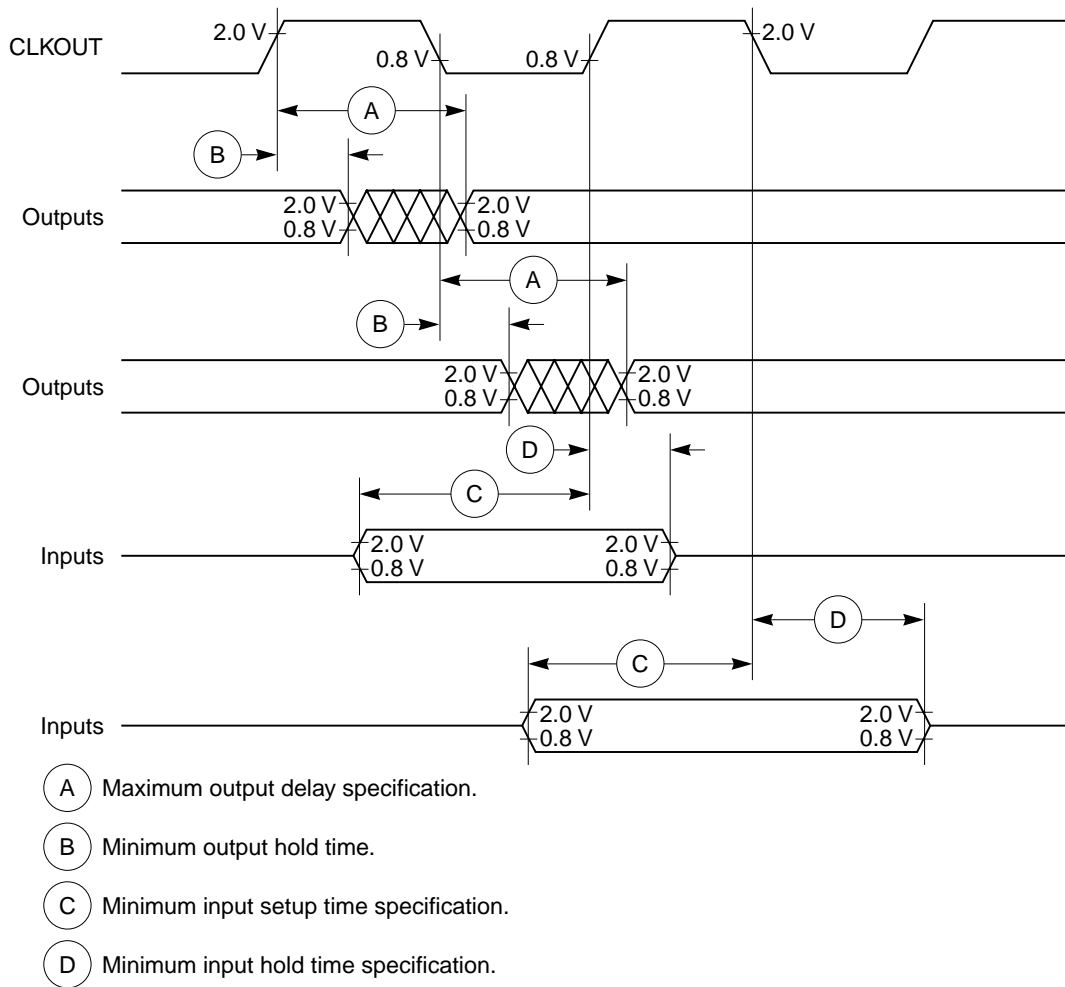 2.0 V
2.0 V
CLKOUT
0.8 V
0.8 V
A
B
2.0 V
2.0 V
Outputs
0.8 V
0.8 V
A
B
2.0 V
2.0 V
Outputs
0.8 V
0.8 V
D
C
2.0 V
2.0 V
Inputs
0.8 V
0.8 V
D
C
2.0 V
2.0 V
Inputs
0.8 V
0.8 V
A Maximum output delay specification.
B Minimum output hold time.
C Minimum input setup time specification.
D Minimum input hold time specification.